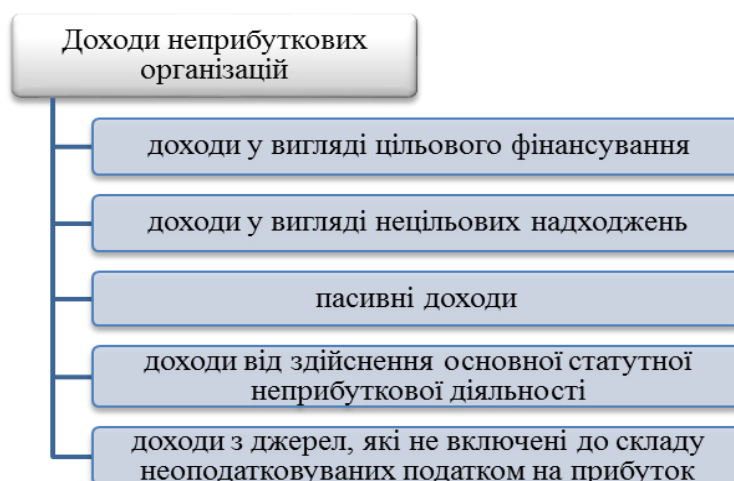 Доходи неприбуткових
організацій
доходи у вигляді цільового фінансування
доходи у вигляді нецільових надходжень
пасивні доходи
доходи від здійснення основної статутної
неприбуткової діяльності
доходи з джерел, які не включені до складу
неоподатковуваних податком на прибуток